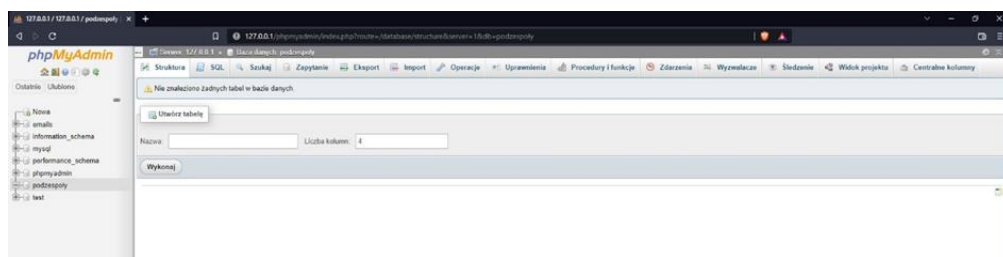 127.0.0.1 / 127.0.0.1 / podzespoły
127.0.0.1/phpmyadmin/index.php?route=/database/structure&server=1&db=podzespoly
phpMyAdmin
Ostatnie Ulubione
Nowa
emails
information_schema
mysql
performance_schema
phpmyadmin
podzespoly
test
Serwer: 127.0.0.1 » Baza danych: podzespoly
Struktura SQL Szukaj Zapytanie Eksport Import Operacje Uprawnienia Procedury i funkcje Zdarzenia Wyzwalacze Śledzenie Widok projektu Centralne kolumny
Nie znaleziono żadnych tabel w bazie danych.
Utwórz tabelę
Nazwa: Liczba kolumn: 4
Wykonaj